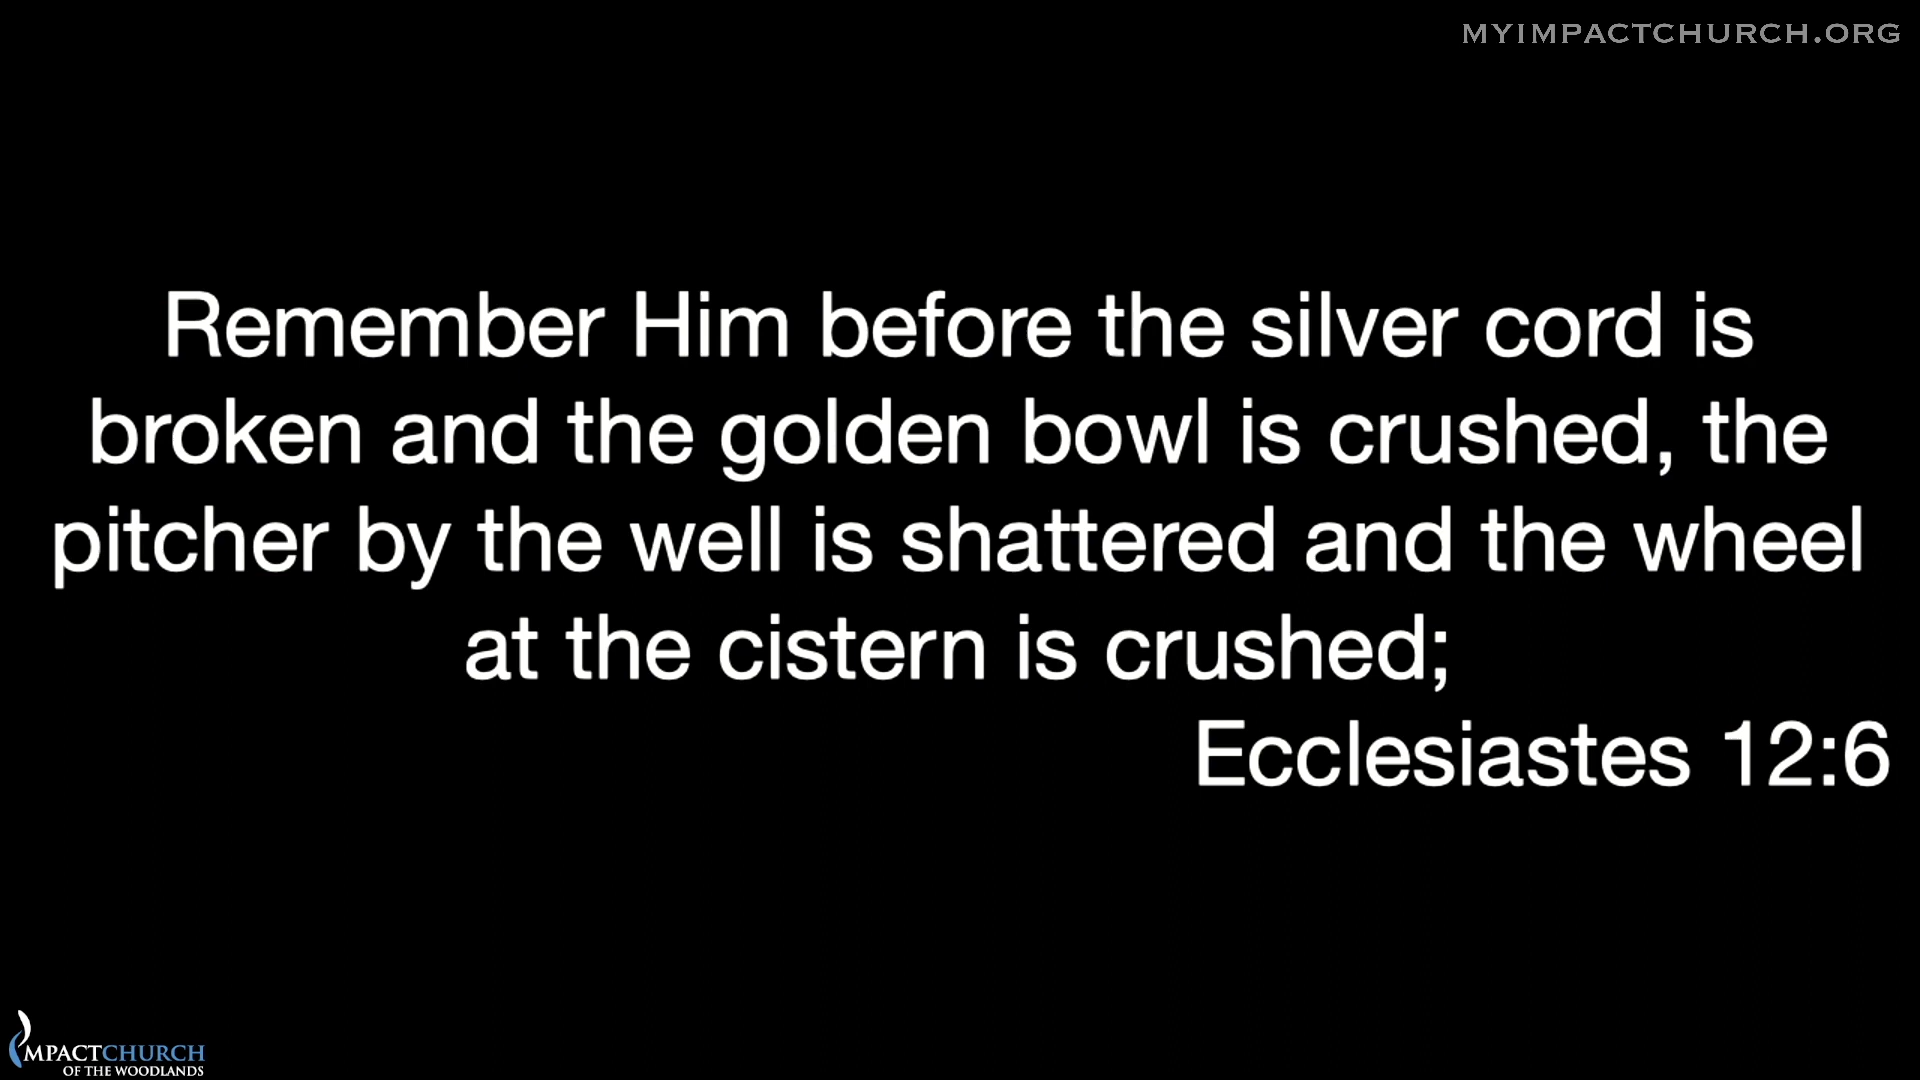 MYIMPACTCHURCH.ORG
Remember Him before the silver cord is
broken and the golden bowl is crushed, the
pitcher by the well is shattered and the wheel
at the cistern is crushed;
Ecclesiastes 12:6
IMPACTCHURCH
OF THE WOODLANDS